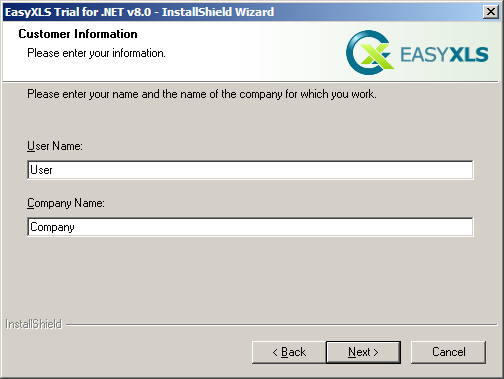 EasyXLS Trial for .NET v8.0 - InstallShield Wizard
Customer Information
Please enter your information.
EASYXLS
Please enter your name and the name of the company for which you work.
User Name:
User
Company Name:
Company
InstallShield
< Back
Next >
Cancel